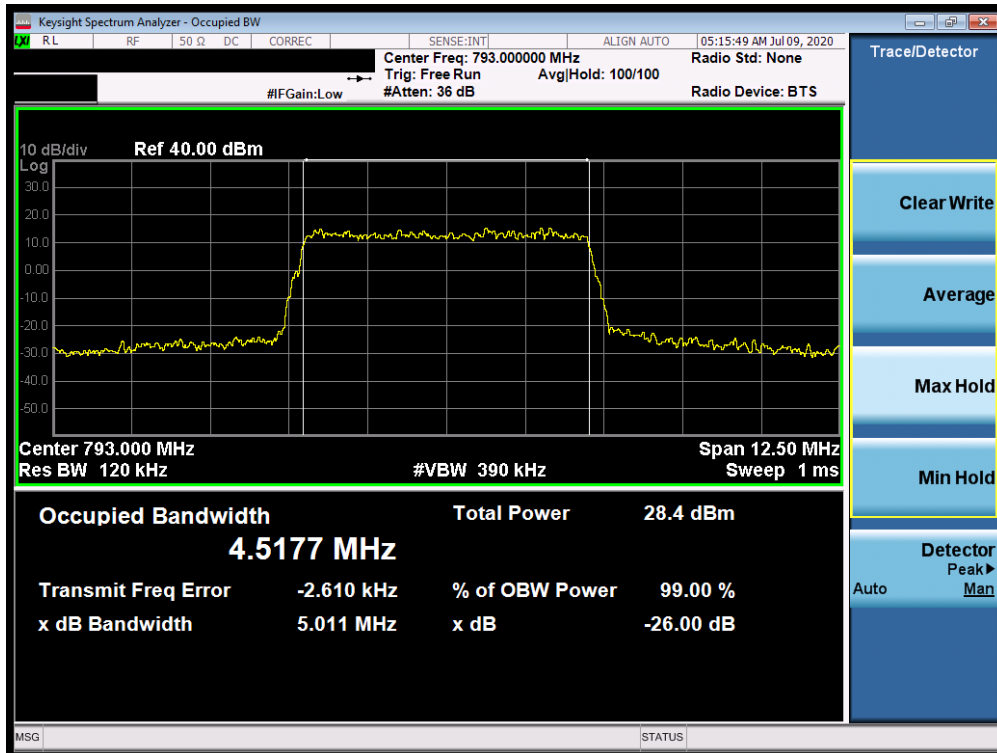 Keysight Spectrum Analyzer - Occupied BW
LXI RL RF 50 Ω DC CORREC SENSE:INT ALIGN AUTO 05:15:49 AM Jul 09, 2020
Center Freq: 793.000000 MHz Radio Std: None
Trig: Free Run Avg|Hold: 100/100
#IFGain:Low #Atten: 36 dB Radio Device: BTS
Trace/Detector
10 dB/div Ref 40.00 dBm
Log
30.0
20.0
10.0
0.00
-10.0
-20.0
-30.0
-40.0
-50.0
Center 793.000 MHz Span 12.50 MHz
Res BW 120 kHz #VBW 390 kHz Sweep 1 ms
Clear Write
Average
Max Hold
Min Hold
Detector
Peak▶
Auto Man
Occupied Bandwidth Total Power 28.4 dBm
4.5177 MHz
Transmit Freq Error -2.610 kHz % of OBW Power 99.00 %
x dB Bandwidth 5.011 MHz x dB -26.00 dB
MSG STATUS